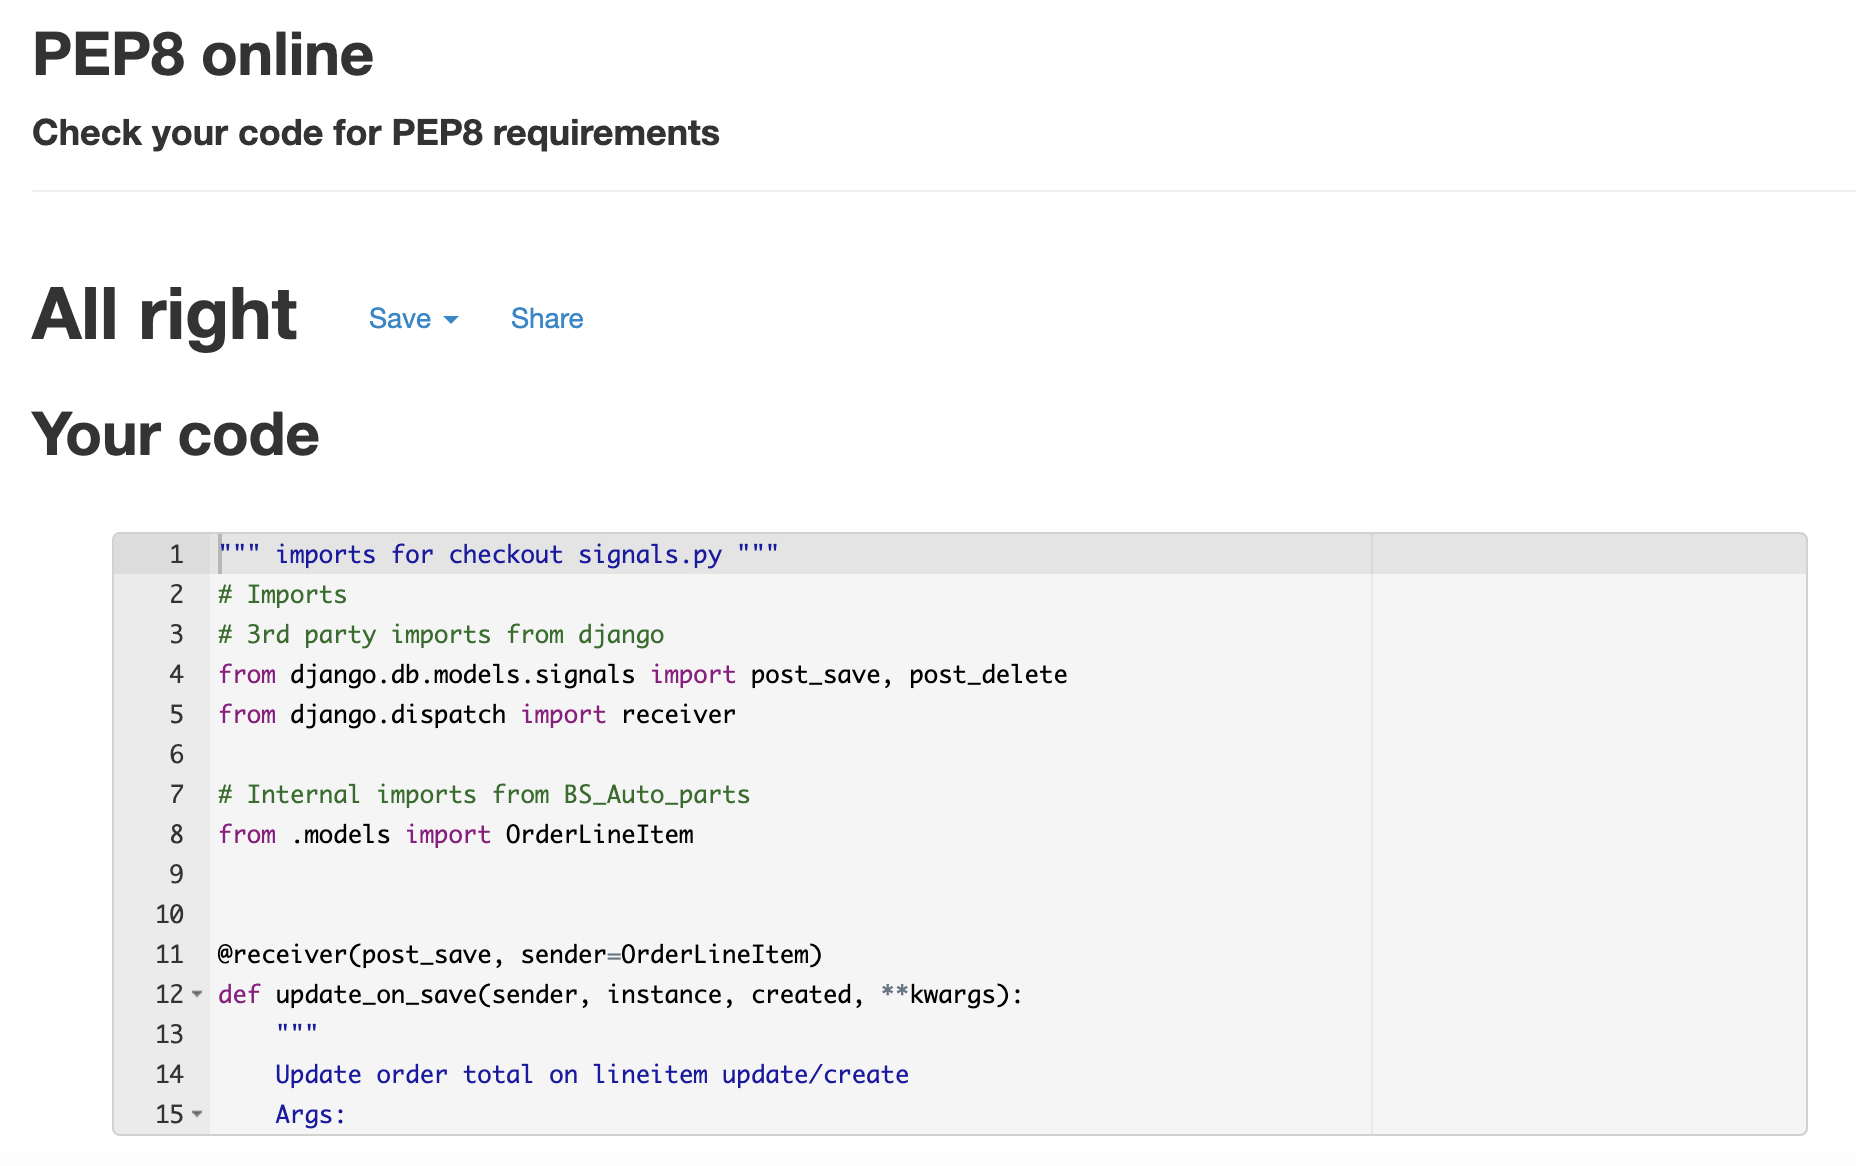 PEP8 online
Check your code for PEP8 requirements
All right Save Share
Your code
1 """ imports for checkout signals.py """
2 # Imports
3 # 3rd party imports from django
4 from django.db.models.signals import post_save, post_delete
5 from django.dispatch import receiver
6
7 # Internal imports from BS_Auto_parts
8 from .models import OrderLineItem
9
10
11 @receiver(post_save, sender=OrderLineItem)
12 def update_on_save(sender, instance, created, **kwargs):
13     """
14     Update order total on lineitem update/create
15     Args: